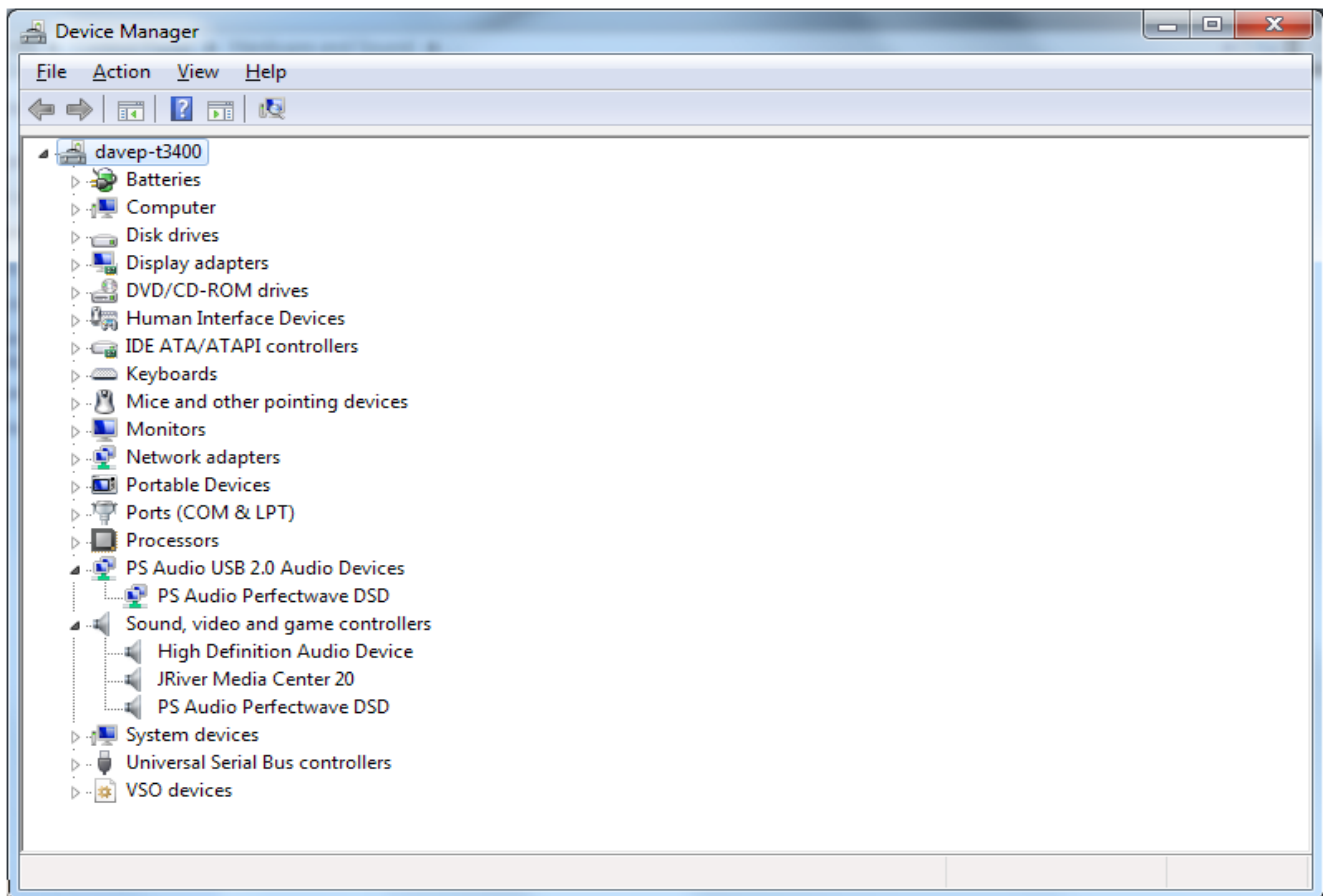 Device Manager
File Action View Help
davep-t3400
Batteries
Computer
Disk drives
Display adapters
DVD/CD-ROM drives
Human Interface Devices
IDE ATA/ATAPI controllers
Keyboards
Mice and other pointing devices
Monitors
Network adapters
Portable Devices
Ports (COM & LPT)
Processors
PS Audio USB 2.0 Audio Devices
PS Audio Perfectwave DSD
Sound, video and game controllers
High Definition Audio Device
JRiver Media Center 20
PS Audio Perfectwave DSD
System devices
Universal Serial Bus controllers
VSO devices